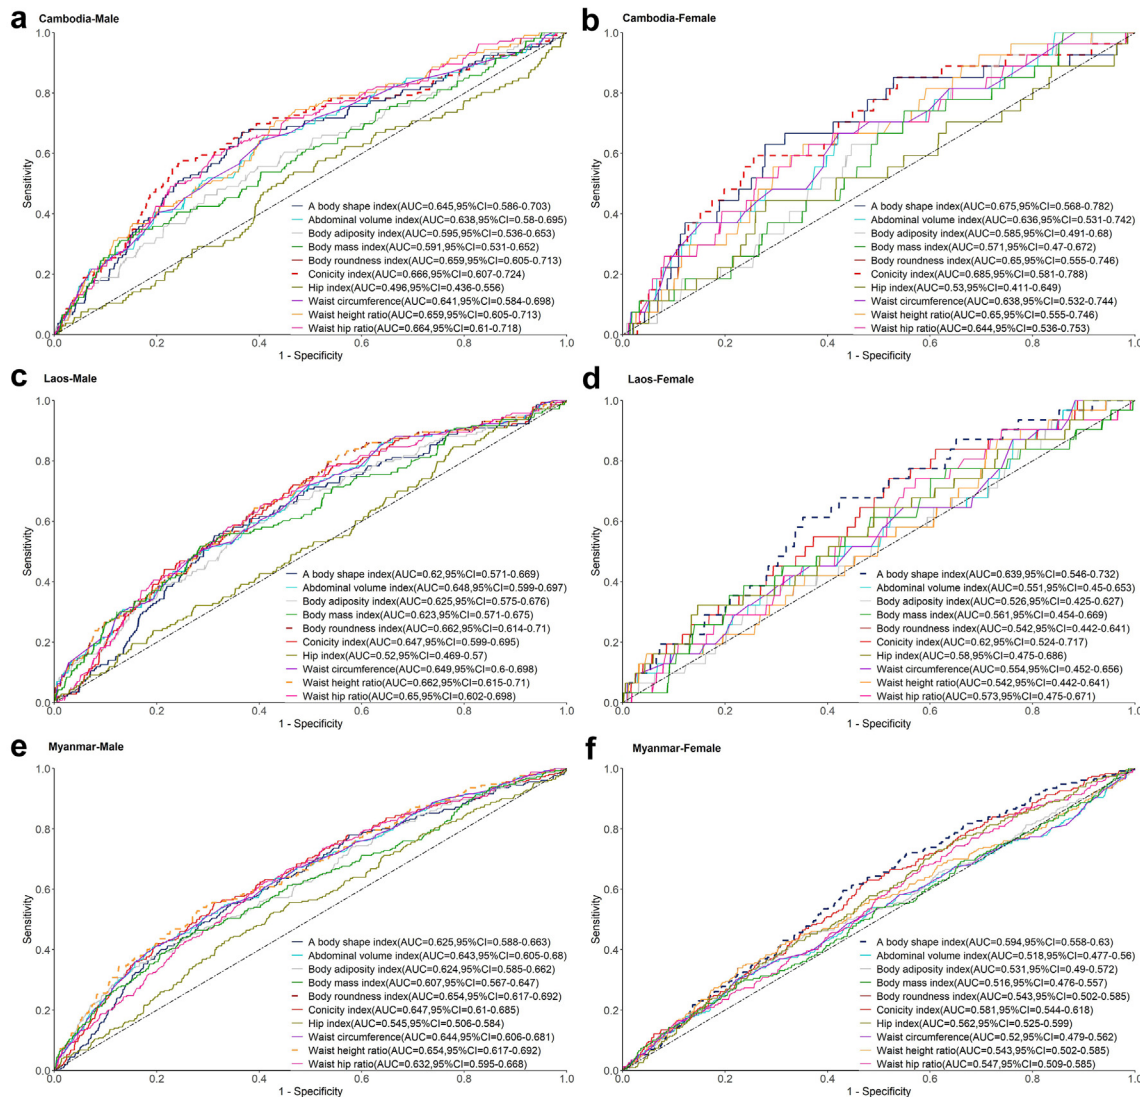 a Cambodia-Male
1.0
0.8
0.6
0.4
0.2
0.0
Sensitivity
A body shape index(AUC=0.645,95%CI=0.586-0.703)
Abdominal volume index(AUC=0.638,95%CI=0.58-0.695)
Body adiposity index(AUC=0.595,95%CI=0.536-0.653)
Body mass index(AUC=0.591,95%CI=0.531-0.652)
Body roundness index(AUC=0.659,95%CI=0.605-0.713)
Conicity index(AUC=0.666,95%CI=0.607-0.724)
Hip index(AUC=0.496,95%CI=0.436-0.556)
Waist circumference(AUC=0.641,95%CI=0.584-0.698)
Waist height ratio(AUC=0.659,95%CI=0.605-0.713)
Waist hip ratio(AUC=0.664,95%CI=0.61-0.718)
0.0 0.2 0.4 0.6 0.8 1.0
1 - Specificity
b Cambodia-Female
1.0
0.8
0.6
0.4
0.2
0.0
Sensitivity
A body shape index(AUC=0.675,95%CI=0.568-0.782)
Abdominal volume index(AUC=0.636,95%CI=0.531-0.742)
Body adiposity index(AUC=0.585,95%CI=0.491-0.68)
Body mass index(AUC=0.571,95%CI=0.47-0.672)
Body roundness index(AUC=0.65,95%CI=0.555-0.746)
Conicity index(AUC=0.685,95%CI=0.581-0.788)
Hip index(AUC=0.53,95%CI=0.411-0.649)
Waist circumference(AUC=0.638,95%CI=0.532-0.744)
Waist height ratio(AUC=0.65,95%CI=0.555-0.746)
Waist hip ratio(AUC=0.644,95%CI=0.536-0.753)
0.0 0.2 0.4 0.6 0.8 1.0
1 - Specificity
c Laos-Male
1.0
0.8
0.6
0.4
0.2
0.0
Sensitivity
A body shape index(AUC=0.62,95%CI=0.571-0.669)
Abdominal volume index(AUC=0.648,95%CI=0.599-0.697)
Body adiposity index(AUC=0.625,95%CI=0.575-0.676)
Body mass index(AUC=0.623,95%CI=0.571-0.675)
Body roundness index(AUC=0.662,95%CI=0.614-0.71)
Conicity index(AUC=0.647,95%CI=0.599-0.695)
Hip index(AUC=0.52,95%CI=0.469-0.57)
Waist circumference(AUC=0.649,95%CI=0.6-0.698)
Waist height ratio(AUC=0.662,95%CI=0.615-0.71)
Waist hip ratio(AUC=0.65,95%CI=0.602-0.698)
0.0 0.2 0.4 0.6 0.8 1.0
1 - Specificity
d Laos-Female
1.0
0.8
0.6
0.4
0.2
0.0
Sensitivity
A body shape index(AUC=0.639,95%CI=0.546-0.732)
Abdominal volume index(AUC=0.551,95%CI=0.45-0.653)
Body adiposity index(AUC=0.526,95%CI=0.425-0.627)
Body mass index(AUC=0.561,95%CI=0.454-0.669)
Body roundness index(AUC=0.542,95%CI=0.442-0.641)
Conicity index(AUC=0.62,95%CI=0.524-0.717)
Hip index(AUC=0.58,95%CI=0.475-0.686)
Waist circumference(AUC=0.554,95%CI=0.452-0.656)
Waist height ratio(AUC=0.542,95%CI=0.442-0.641)
Waist hip ratio(AUC=0.573,95%CI=0.475-0.671)
0.0 0.2 0.4 0.6 0.8 1.0
1 - Specificity
e Myanmar-Male
1.0
0.8
0.6
0.4
0.2
0.0
Sensitivity
A body shape index(AUC=0.625,95%CI=0.588-0.663)
Abdominal volume index(AUC=0.643,95%CI=0.605-0.68)
Body adiposity index(AUC=0.624,95%CI=0.585-0.662)
Body mass index(AUC=0.607,95%CI=0.567-0.647)
Body roundness index(AUC=0.654,95%CI=0.617-0.692)
Conicity index(AUC=0.647,95%CI=0.61-0.685)
Hip index(AUC=0.545,95%CI=0.506-0.584)
Waist circumference(AUC=0.644,95%CI=0.606-0.681)
Waist height ratio(AUC=0.654,95%CI=0.617-0.692)
Waist hip ratio(AUC=0.632,95%CI=0.595-0.668)
0.0 0.2 0.4 0.6 0.8 1.0
1 - Specificity
f Myanmar-Female
1.0
0.8
0.6
0.4
0.2
0.0
Sensitivity
A body shape index(AUC=0.594,95%CI=0.558-0.63)
Abdominal volume index(AUC=0.518,95%CI=0.477-0.56)
Body adiposity index(AUC=0.531,95%CI=0.49-0.572)
Body mass index(AUC=0.516,95%CI=0.476-0.557)
Body roundness index(AUC=0.543,95%CI=0.502-0.585)
Conicity index(AUC=0.581,95%CI=0.544-0.618)
Hip index(AUC=0.562,95%CI=0.525-0.599)
Waist circumference(AUC=0.52,95%CI=0.479-0.562)
Waist height ratio(AUC=0.543,95%CI=0.502-0.585)
Waist hip ratio(AUC=0.547,95%CI=0.509-0.585)
0.0 0.2 0.4 0.6 0.8 1.0
1 - Specificity